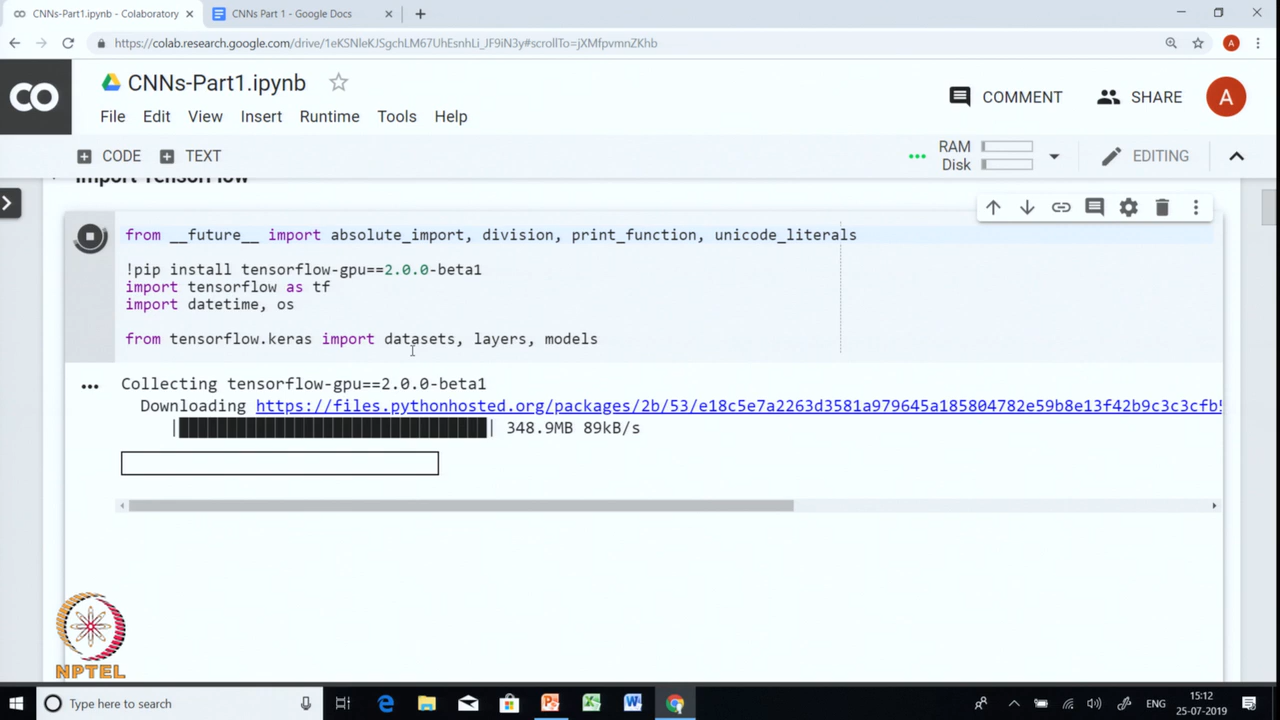 CNNs-Part1.ipynb - Colaboratory
CNNs Part 1 - Google Docs
https://colab.research.google.com/drive/1eKSNleKJSgchLM67UhEsnhLi_JF9iN3y#scrollTo=jXMfpvmnZKhb
A
CO
CNNs-Part1.ipynb
COMMENT
SHARE
A
File Edit View Insert Runtime Tools Help
CODE TEXT
RAM
Disk
EDITING
Import TensorFlow
from __future__ import absolute_import, division, print_function, unicode_literals
!pip install tensorflow-gpu==2.0.0-beta1
import tensorflow as tf
import datetime, os
from tensorflow.keras import datasets, layers, models
Collecting tensorflow-gpu==2.0.0-beta1
Downloading https://files.pythonhosted.org/packages/2b/53/e18c5e7a2263d3581a979645a185804782e59b8e13f42b9c3c3cfb5
348.9MB 89kB/s
NPTEL
Type here to search
ENG
15:12
25-07-2019